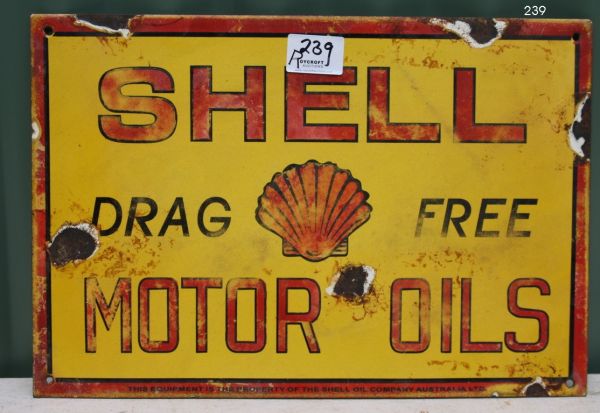 239
239
ROYCROFT
SHELL
DRAG FREE
MOTOR OILS
THIS EQUIPMENT IS THE PROPERTY OF THE SHELL OIL COMPANY AUSTRALIA LTD.